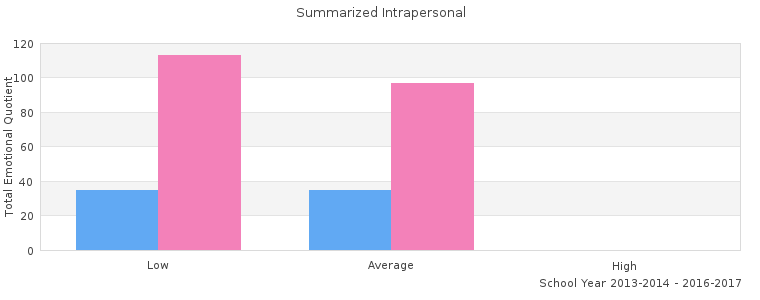 Summarized Intrapersonal
Total Emotional Quotient
120
100
80
60
40
20
0
Low
Average
High
School Year 2013-2014 - 2016-2017